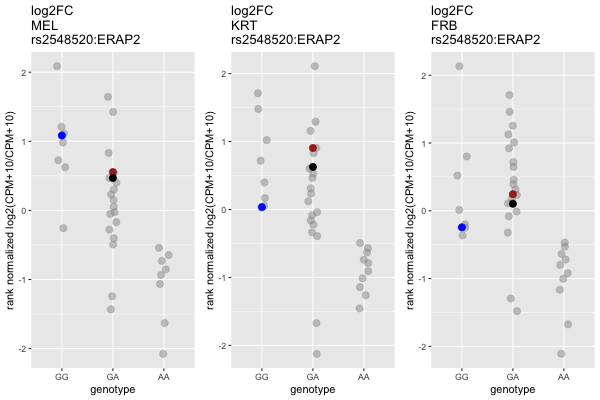 log2FC
MEL
rs2548520:ERAP2
rank normalized log2(CPM+10/CPM+10)
2
1
0
-1
-2
GG
GA
AA
genotype
log2FC
KRT
rs2548520:ERAP2
rank normalized log2(CPM+10/CPM+10)
2
1
0
-1
-2
GG
GA
AA
genotype
log2FC
FRB
rs2548520:ERAP2
rank normalized log2(CPM+10/CPM+10)
2
1
0
-1
-2
GG
GA
AA
genotype